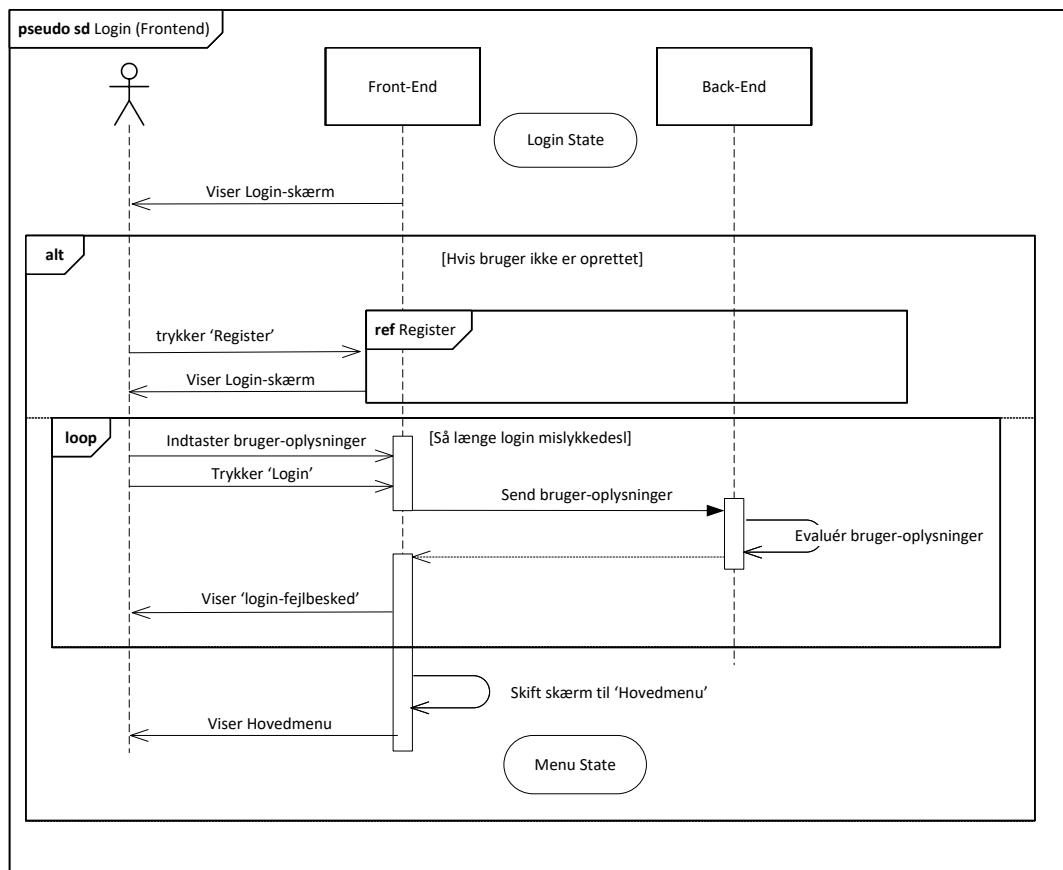 pseudo sd Login (Frontend)
Front-End
Back-End
Login State
Viser Login-skærm
alt
[Hvis bruger ikke er oprettet]
ref Register
trykker ‘Register’
Viser Login-skærm
loop
[Så længe login mislykkedesl]
Indtaster bruger-oplysninger
Trykker ‘Login’
Send bruger-oplysninger
Evaluér bruger-oplysninger
Viser ‘login-fejlbesked’
Skift skærm til ‘Hovedmenu’
Viser Hovedmenu
Menu State